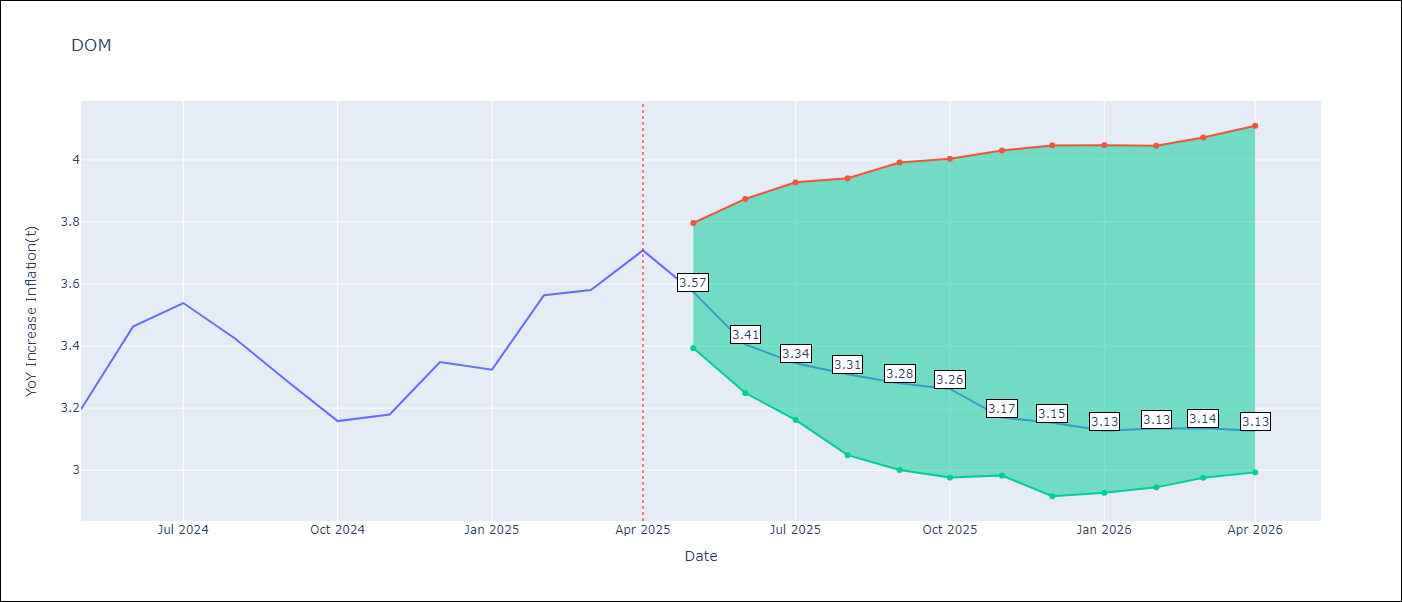 DOM
YoY Increase Inflation(t)
4
3.8
3.6
3.4
3.2
3
3.57
3.41
3.34
3.31
3.28
3.26
3.17
3.15
3.13
3.13
3.14
3.13
Jul 2024
Oct 2024
Jan 2025
Apr 2025
Jul 2025
Oct 2025
Jan 2026
Apr 2026
Date